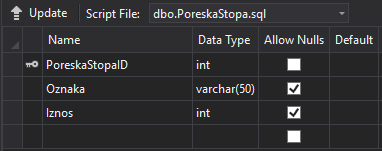 Update Script File: dbo.PoreskaStopa.sql
Name Data Type Allow Nulls Default
PoreskaStopaID int
Oznaka varchar(50)
Iznos int